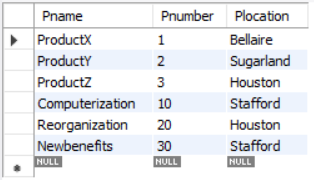 Pname Pnumber Plocation
ProductX 1 Bellaire
ProductY 2 Sugarland
ProductZ 3 Houston
Computerization 10 Stafford
Reorganization 20 Houston
Newbenefits 30 Stafford
NULL NULL NULL